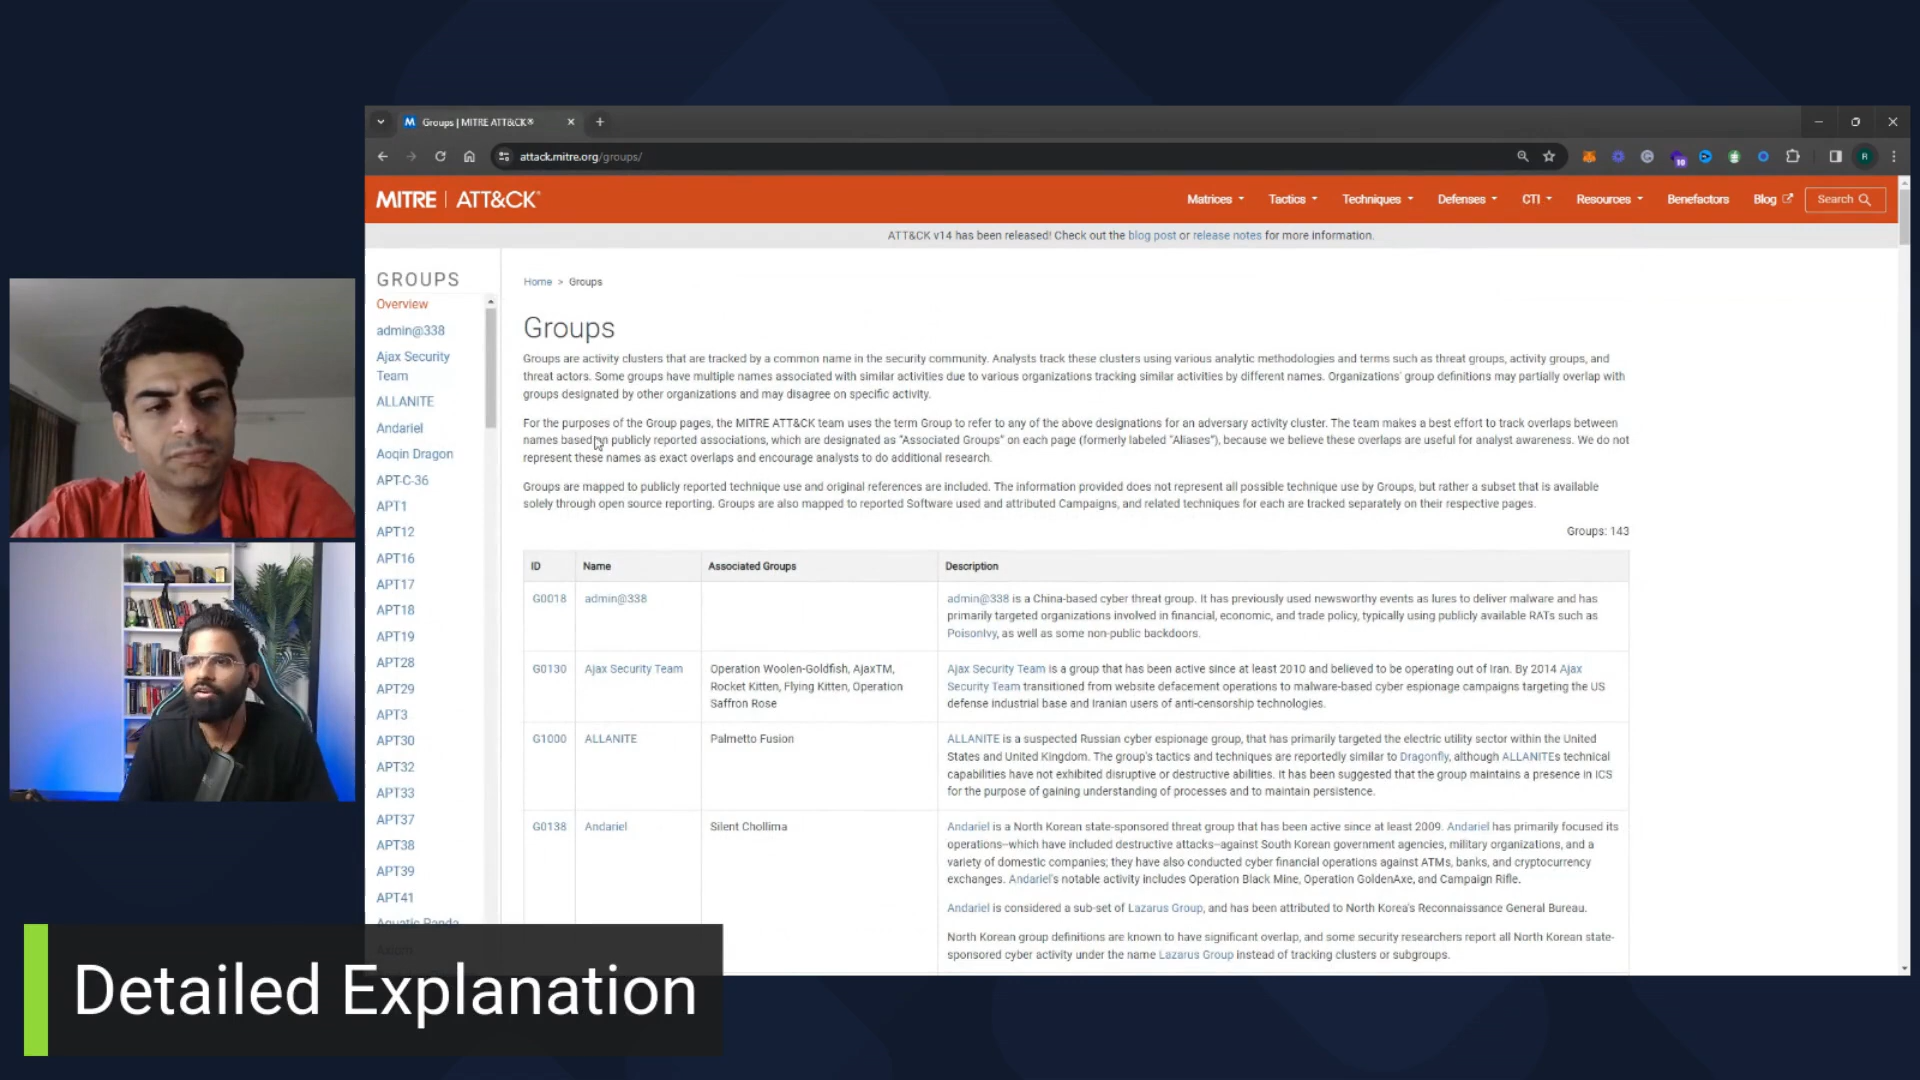 Groups | MITRE ATT&CK®
attack.mitre.org/groups/
10
R
MITRE | ATT&CK®
Matrices
Tactics
Techniques
Defenses
CTI
Resources
Benefactors
Blog
Search
ATT&CK v14 has been released! Check out the blog post or release notes for more information.
GROUPS
Overview
admin@338
Ajax Security
Team
ALLANITE
Andariel
Aoqin Dragon
APT-C-36
APT1
APT12
APT16
APT17
APT18
APT19
APT28
APT29
APT3
APT30
APT32
APT33
APT37
APT38
APT39
APT41
Aquatic Panda
Axiom
Home > Groups
Groups
Groups are activity clusters that are tracked by a common name in the security community. Analysts track these clusters using various analytic methodologies and terms such as threat groups, activity groups, and
threat actors. Some groups have multiple names associated with similar activities due to various organizations tracking similar activities by different names. Organizations' group definitions may partially overlap with
groups designated by other organizations and may disagree on specific activity.
For the purposes of the Group pages, the MITRE ATT&CK team uses the term Group to refer to any of the above designations for an adversary activity cluster. The team makes a best effort to track overlaps between
names based on publicly reported associations, which are designated as "Associated Groups" on each page (formerly labeled "Aliases"), because we believe these overlaps are useful for analyst awareness. We do not
represent these names as exact overlaps and encourage analysts to do additional research.
Groups are mapped to publicly reported technique use and original references are included. The information provided does not represent all possible technique use by Groups, but rather a subset that is available
solely through open source reporting. Groups are also mapped to reported Software used and attributed Campaigns, and related techniques for each are tracked separately on their respective pages.
Groups: 143
ID Name Associated Groups Description
G0018 admin@338 admin@338 is a China-based cyber threat group. It has previously used newsworthy events as lures to deliver malware and has
primarily targeted organizations involved in financial, economic, and trade policy, typically using publicly available RATs such as
PoisonIvy, as well as some non-public backdoors.
G0130 Ajax Security Team Operation Woolen-Goldfish, AjaxTM, Ajax Security Team is a group that has been active since at least 2010 and believed to be operating out of Iran. By 2014 Ajax
Rocket Kitten, Flying Kitten, Operation Security Team transitioned from website defacement operations to malware-based cyber espionage campaigns targeting the US
Saffron Rose defense industrial base and Iranian users of anti-censorship technologies.
G1000 ALLANITE Palmetto Fusion ALLANITE is a suspected Russian cyber espionage group, that has primarily targeted the electric utility sector within the United
States and United Kingdom. The group's tactics and techniques are reportedly similar to Dragonfly, although ALLANITEs technical
capabilities have not exhibited disruptive or destructive abilities. It has been suggested that the group maintains a presence in ICS
for the purpose of gaining understanding of processes and to maintain persistence.
G0138 Andariel Silent Chollima Andariel is a North Korean state-sponsored threat group that has been active since at least 2009. Andariel has primarily focused its
operations--which have included destructive attacks--against South Korean government agencies, military organizations, and a
variety of domestic companies; they have also conducted cyber financial operations against ATMs, banks, and cryptocurrency
exchanges. Andariel's notable activity includes Operation Black Mine, Operation GoldenAxe, and Campaign Rifle.
Andariel is considered a sub-set of Lazarus Group, and has been attributed to North Korea's Reconnaissance General Bureau.
North Korean group definitions are known to have significant overlap, and some security researchers report all North Korean state-
sponsored cyber activity under the name Lazarus Group instead of tracking clusters or subgroups.
Detailed Explanation